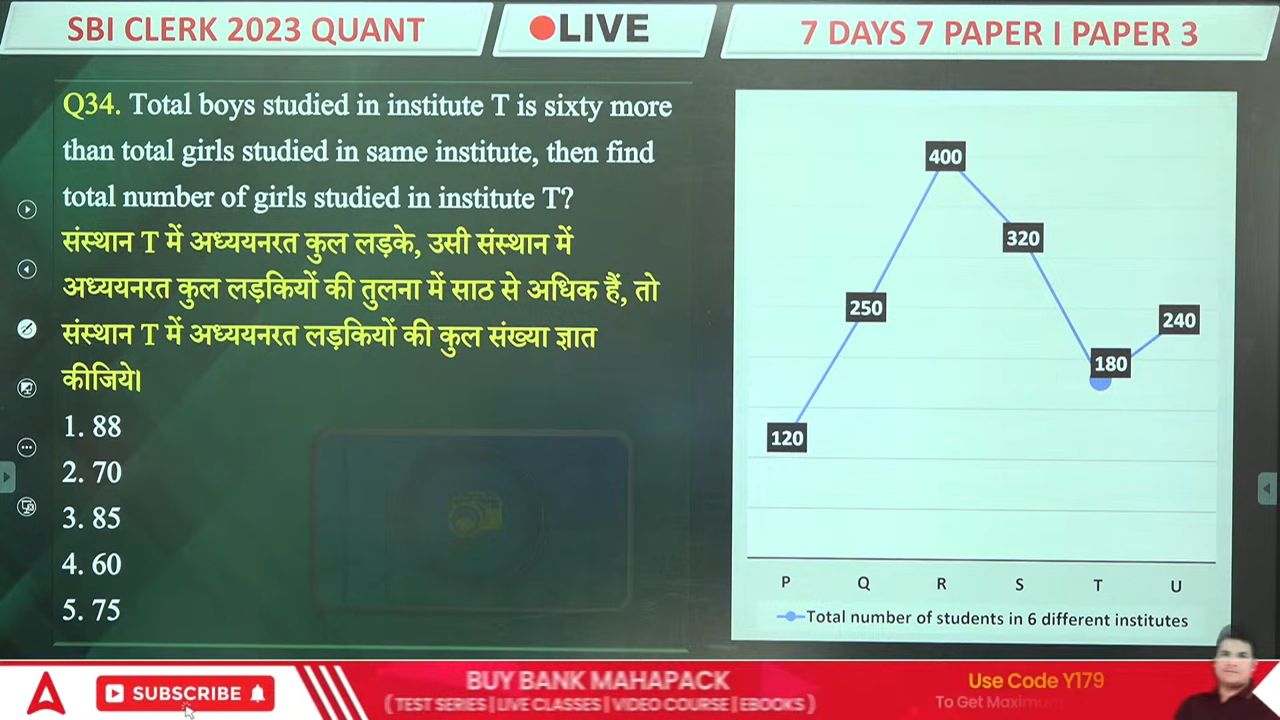 SBI CLERK 2023 QUANT
LIVE
7 DAYS 7 PAPER I PAPER 3
Q34. Total boys studied in institute T is sixty more
than total girls studied in same institute, then find
total number of girls studied in institute T?
संस्थान T में अध्ययनरत कुल लड़के, उसी संस्थान में
अध्ययनरत कुल लड़कियों की तुलना में साठ से अधिक हैं, तो
संस्थान T में अध्ययनरत लड़कियों की कुल संख्या ज्ञात
कीजिये।
1. 88
2. 70
3. 85
4. 60
5. 75
400
320
250
240
180
120
P Q R S T U
Total number of students in 6 different institutes
SUBSCRIBE
BUY BANK MAHAPACK
( TEST SERIES | LIVE CLASSES | VIDEO COURSE | EBOOKS )
Use Code Y179
To Get Maximum